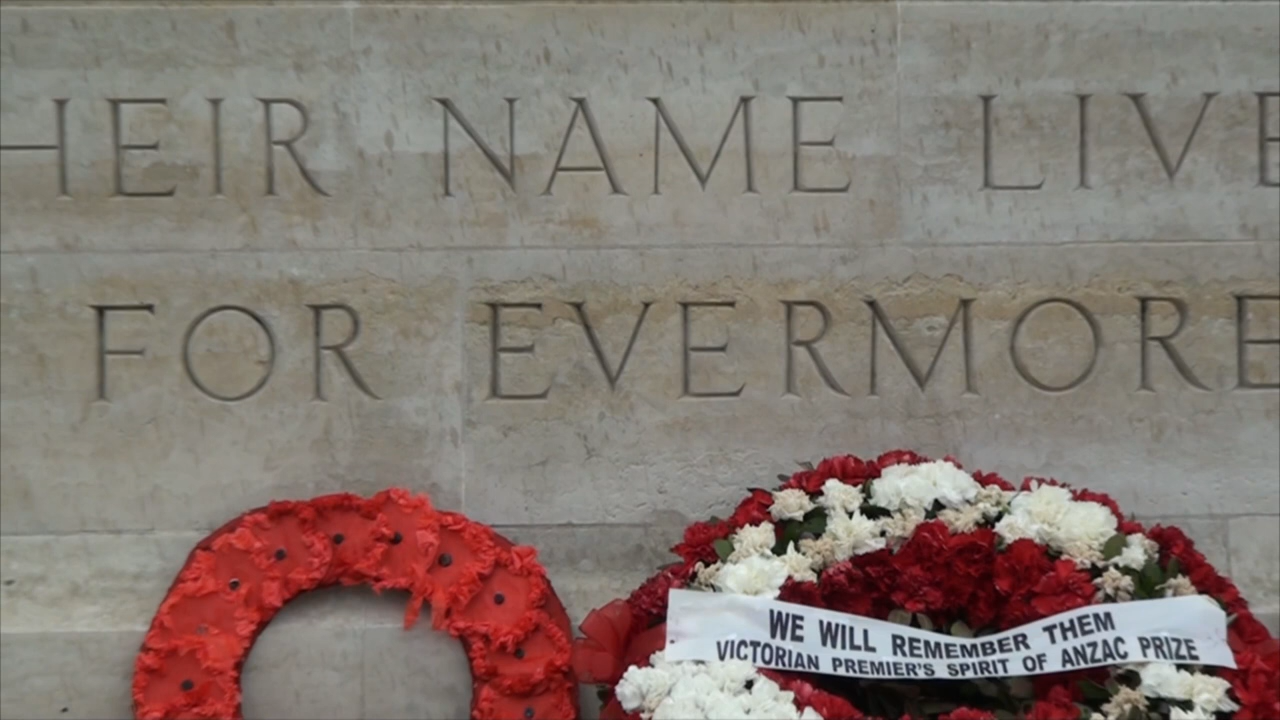 HEIR NAME LIVE
FOR EVERMORE
WE WILL REMEMBER THEM
VICTORIAN PREMIER'S SPIRIT OF ANZAC PRIZE